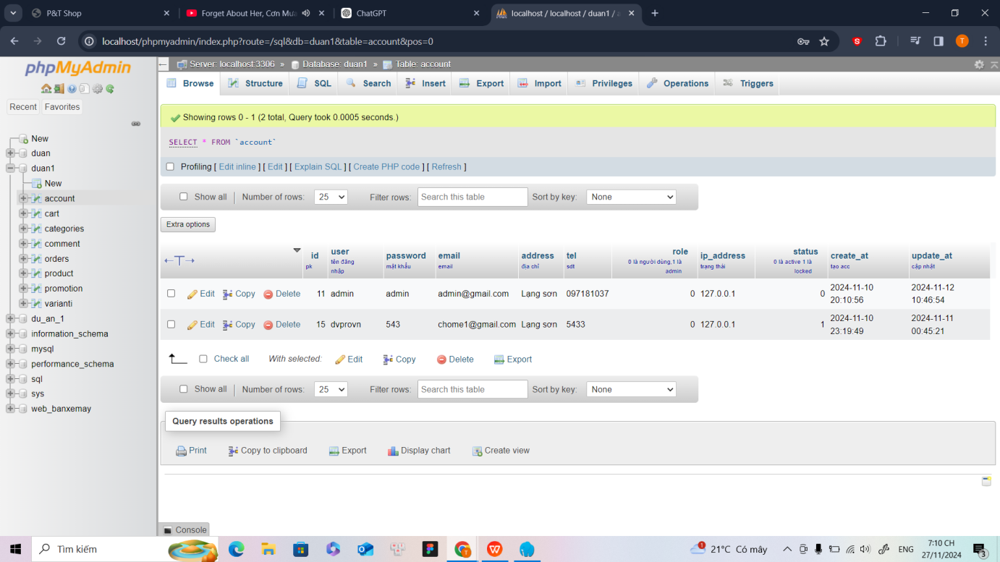 P&T Shop
Forget About Her, Cơn Mưa
ChatGPT
localhost / localhost / duan1 / a
localhost/phpmyadmin/index.php?route=/sql&db=duan1&table=account&pos=0
S
T
phpMyAdmin
Recent
Favorites
New
duan
duan1
New
account
cart
categories
comment
orders
product
promotion
varianti
du_an_1
information_schema
mysql
performance_schema
sql
sys
web_banxemay
Server: localhost:3306 » Database: duan1 » Table: account
Browse Structure SQL Search Insert Export Import Privileges Operations Triggers
Showing rows 0 - 1 (2 total, Query took 0.0005 seconds.)
SELECT * FROM `account`
Profiling [ Edit inline ] [ Edit ] [ Explain SQL ] [ Create PHP code ] [ Refresh ]
Show all Number of rows: 25 Filter rows: Search this table Sort by key: None
Extra options
id user password email address tel role ip_address status create_at update_at
pk tên đăng nhập mật khẩu email địa chỉ sdt 0 là người dùng,1 là admin trạng thái 0 là active 1 là locked tạo acc cập nhật
Edit Copy Delete 11 admin admin admin@gmail.com Lạng sơn 097181037 0 127.0.0.1 0 2024-11-10 20:10:56 2024-11-12 10:46:54
Edit Copy Delete 15 dvprovn 543 chome1@gmail.com Lạng sơn 5433 0 127.0.0.1 1 2024-11-10 23:19:49 2024-11-11 00:45:21
Check all With selected: Edit Copy Delete Export
Show all Number of rows: 25 Filter rows: Search this table Sort by key: None
Query results operations
Print Copy to clipboard Export Display chart Create view
Console
Tìm kiếm
1
21°C Có mây
ENG
7:10 CH
27/11/2024
3